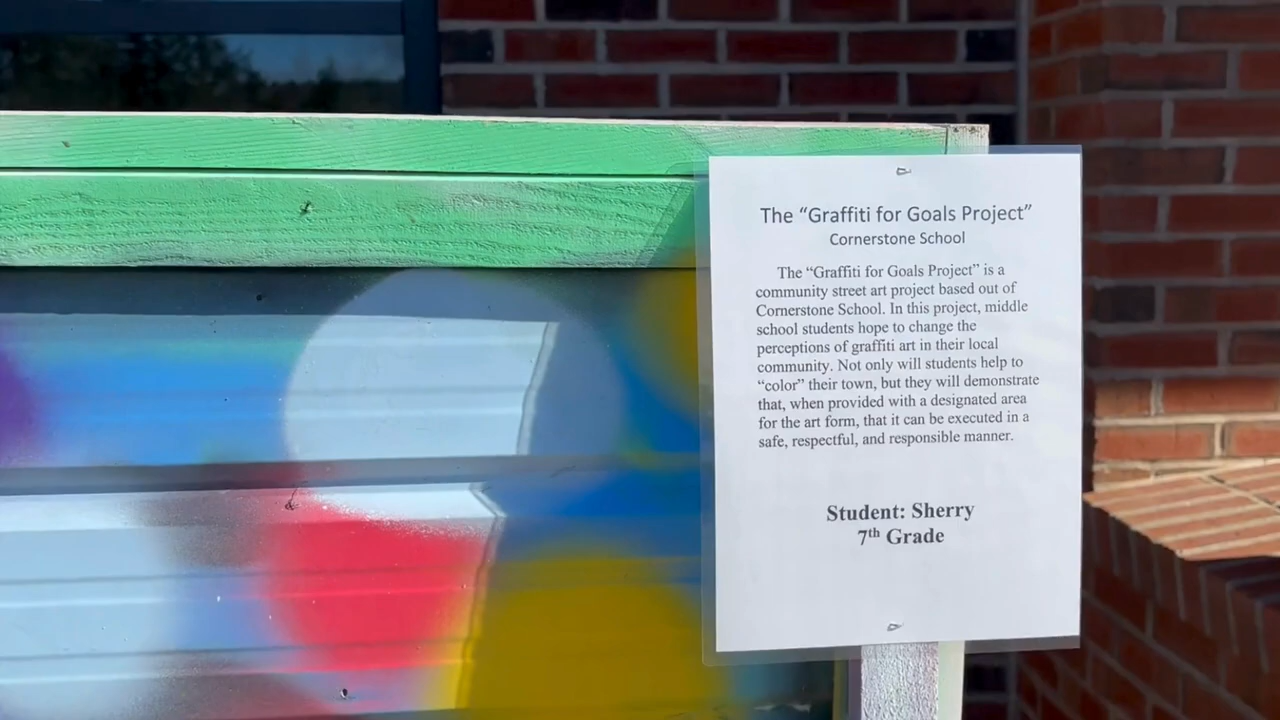 The “Graffiti for Goals Project”
Cornerstone School
The “Graffiti for Goals Project” is a
community street art project based out of
Cornerstone School. In this project, middle
school students hope to change the
perceptions of graffiti art in their local
community. Not only will students help to
“color” their town, but they will demonstrate
that, when provided with a designated area
for the art form, that it can be executed in a
safe, respectful, and responsible manner.
Student: Sherry
7th Grade